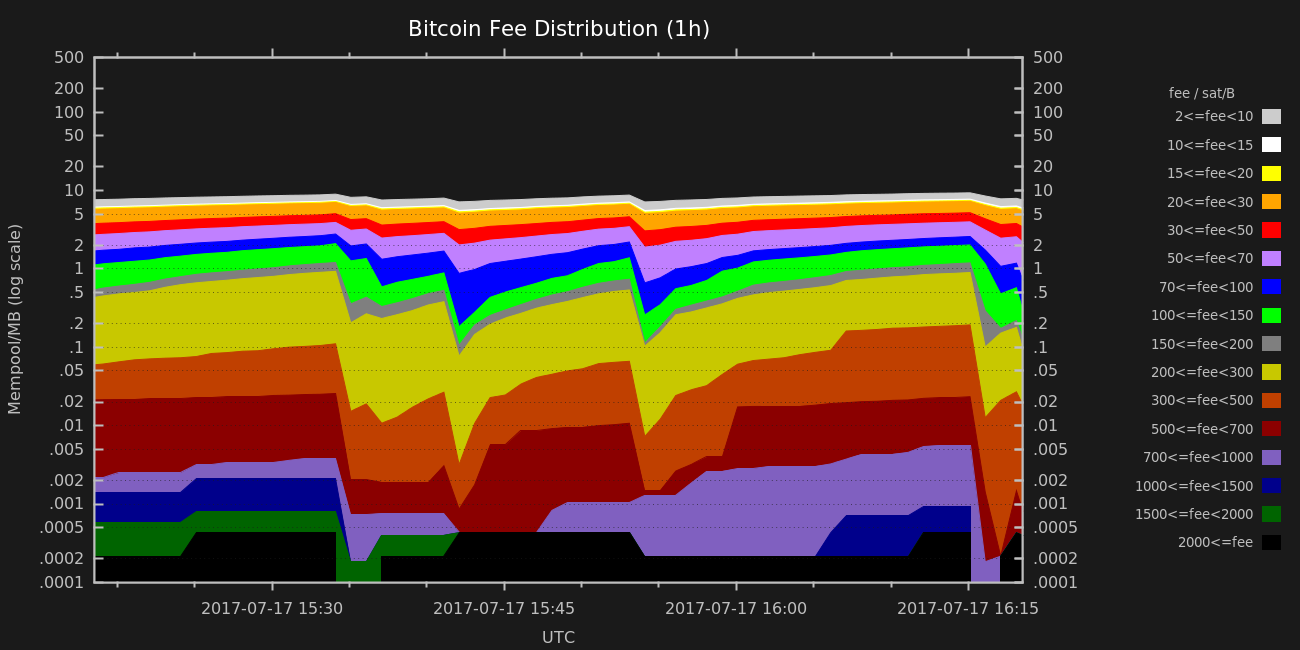 Bitcoin Fee Distribution (1h)
Mempool/MB (log scale)
500 500
200 200
100 100
50 50
20 20
10 10
5 5
2 2
1 1
.5 .5
.2 .2
.1 .1
.05 .05
.02 .02
.01 .01
.005 .005
.002 .002
.001 .001
.0005 .0005
.0002 .0002
.0001 .0001
2017-07-17 15:30 2017-07-17 15:45 2017-07-17 16:00 2017-07-17 16:15
UTC
fee / sat/B
2<=fee<10
10<=fee<15
15<=fee<20
20<=fee<30
30<=fee<50
50<=fee<70
70<=fee<100
100<=fee<150
150<=fee<200
200<=fee<300
300<=fee<500
500<=fee<700
700<=fee<1000
1000<=fee<1500
1500<=fee<2000
2000<=fee